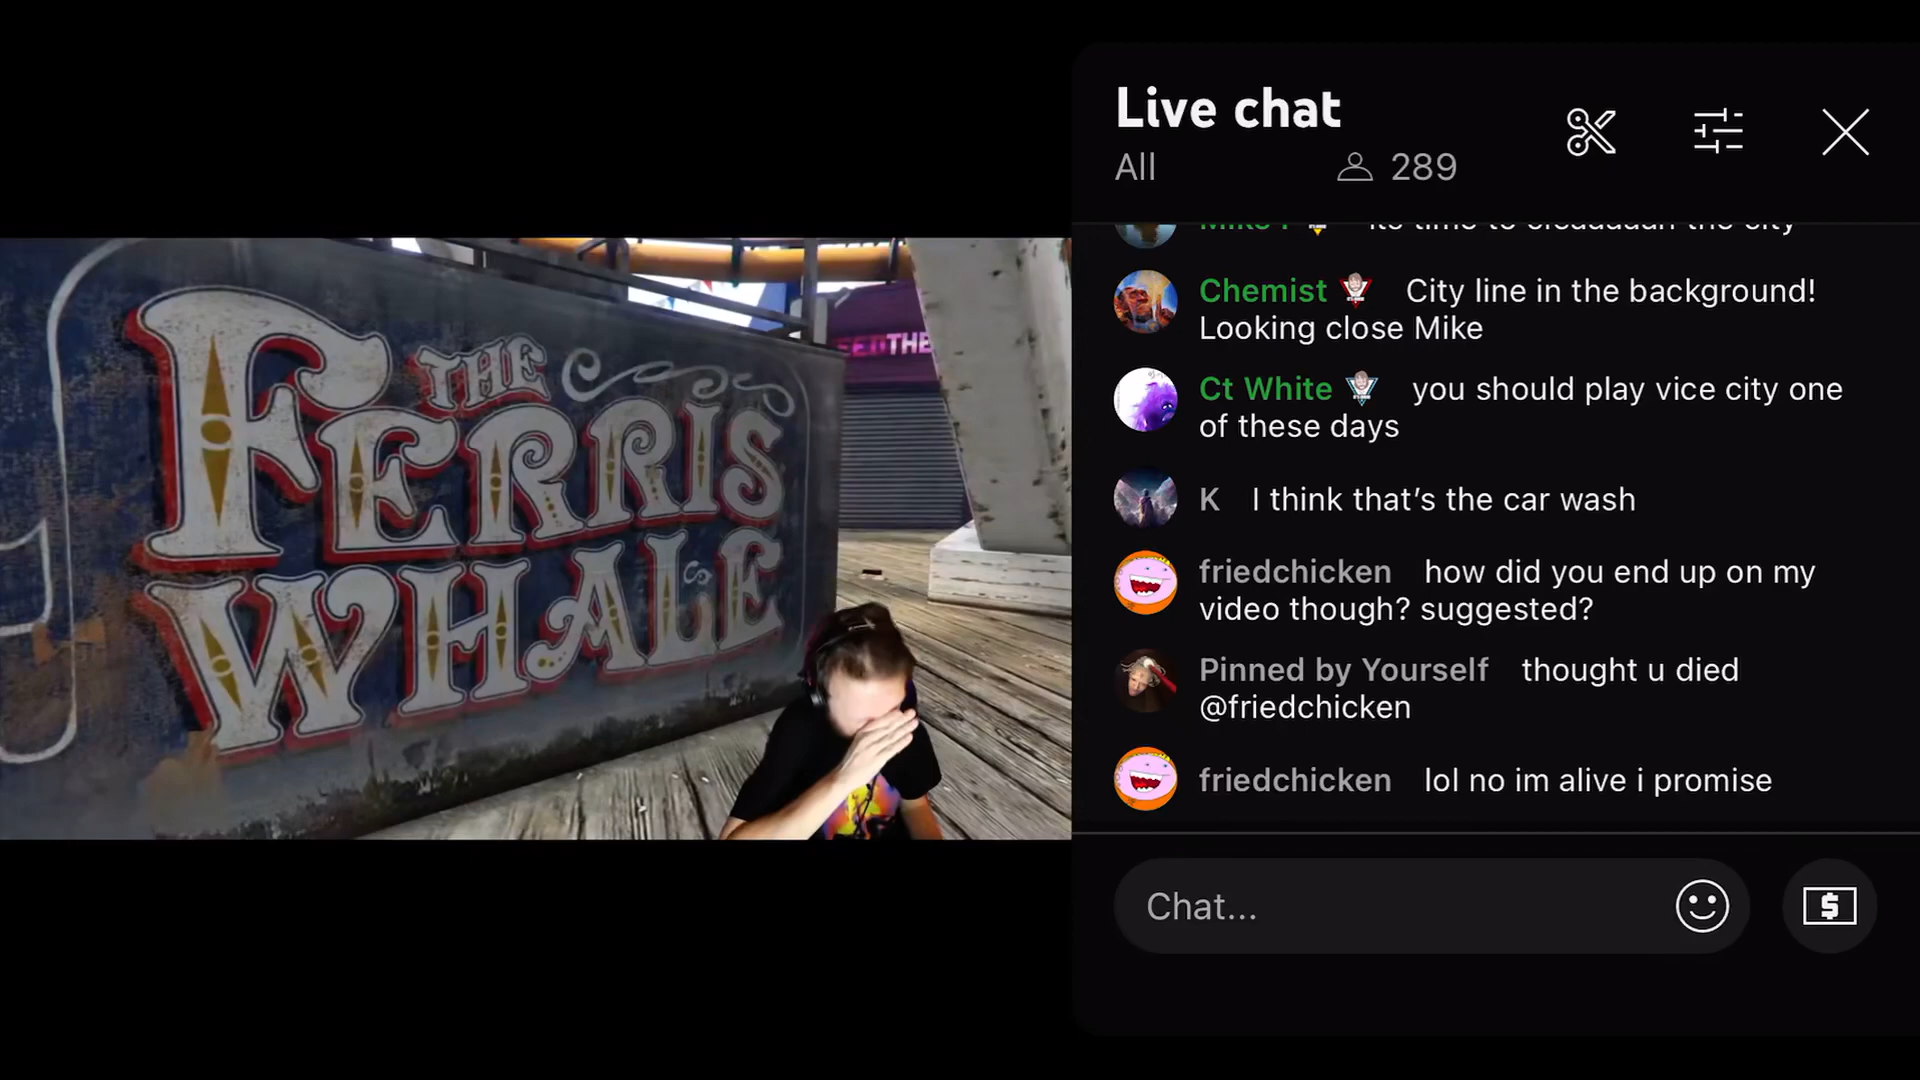 Live chat
All
289
THE
FERRIS
WHALE
THE
Chemist City line in the background!
Looking close Mike
Ct White you should play vice city one
of these days
K I think that’s the car wash
friedchicken how did you end up on my
video though? suggested?
Pinned by Yourself thought u died
@friedchicken
friedchicken lol no im alive i promise
Chat...
$